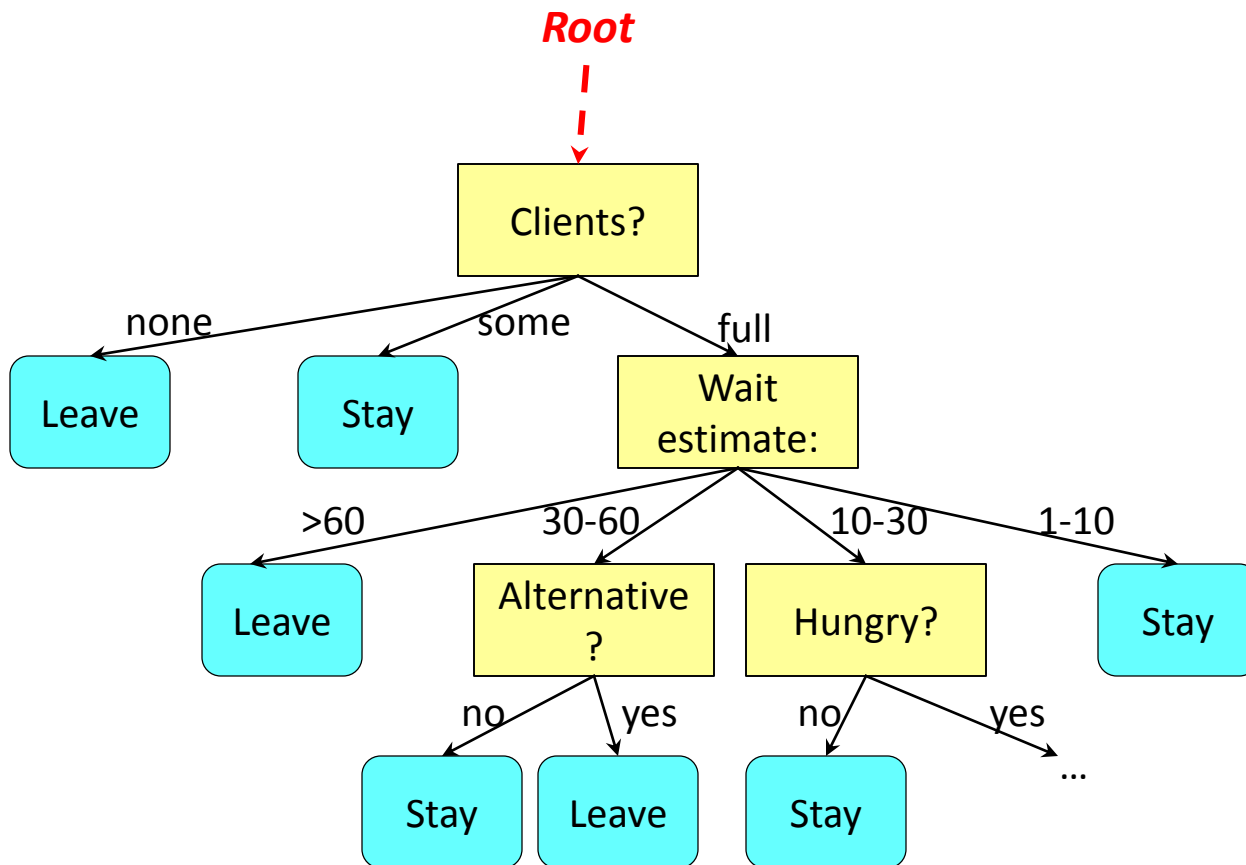 Root
Clients?
none
some
full
Leave
Stay
Wait
estimate:
>60
30-60
10-30
1-10
Leave
Alternative
?
Hungry?
Stay
no
yes
no
yes
Stay
Leave
Stay
...